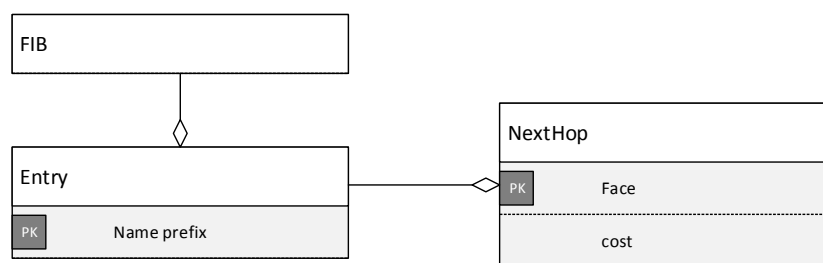 FIB
Entry
PK Name prefix
NextHop
PK Face
cost